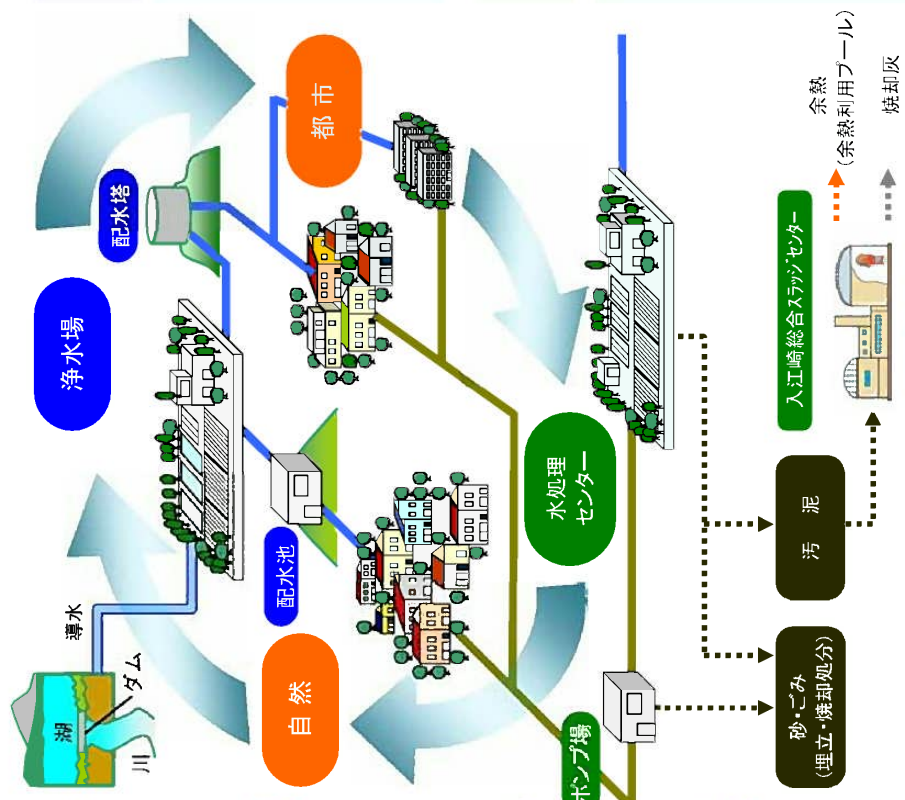 湖
川
ダム
導水
浄水場
配水塔
配水池
自然
都市
水処理
センター
ポンプ場
砂・ごみ
(埋立・焼却処分)
汚泥
入江崎総合スラッジセンター
余熱
(余熱利用プール)
焼却灰